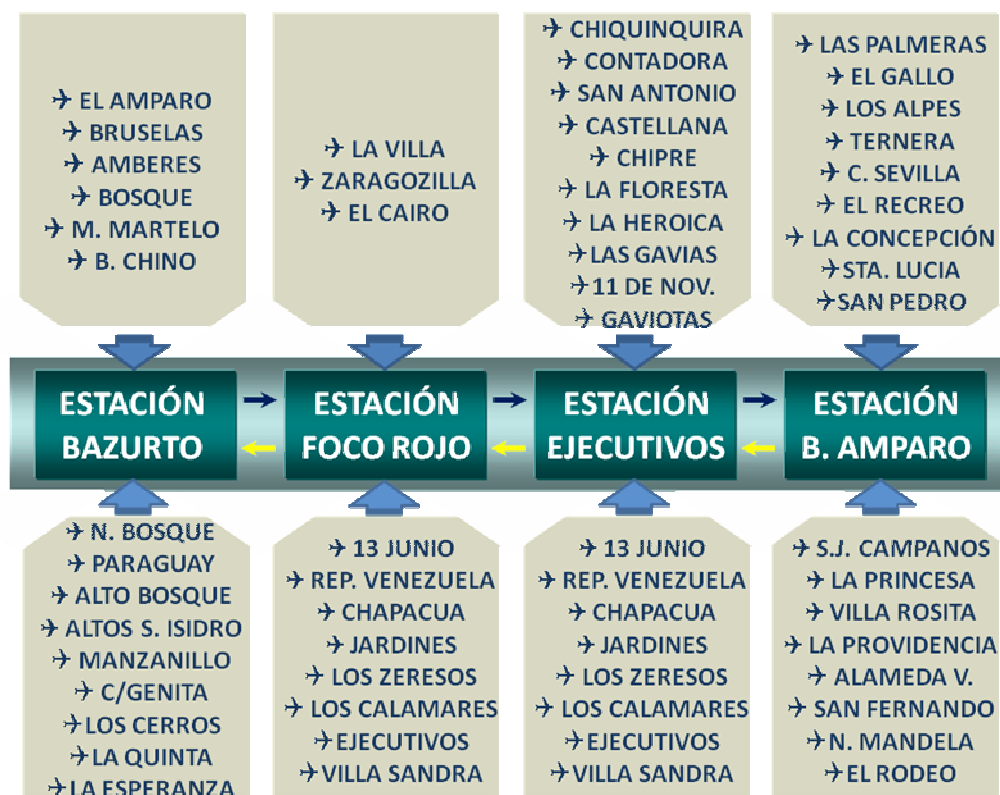 EL AMPARO
BRUSELAS
AMBERES
BOSQUE
M. MARTELO
B. CHINO
LA VILLA
ZARAGOZILLA
EL CAIRO
CHIQUINQUIRA
CONTADORA
SAN ANTONIO
CASTELLANA
CHIPRE
LA FLORESTA
LA HEROICA
LAS GAVIAS
11 DE NOV.
GAVIOTAS
LAS PALMERAS
EL GALLO
LOS ALPES
TERNERA
C. SEVILLA
EL RECREO
LA CONCEPCIÓN
STA. LUCIA
SAN PEDRO
ESTACIÓN
BAZURTO
ESTACIÓN
FOCO ROJO
ESTACIÓN
EJECUTIVOS
ESTACIÓN
B. AMPARO
N. BOSQUE
PARAGUAY
ALTO BOSQUE
ALTOS S. ISIDRO
MANZANILLO
C/GENITA
LOS CERROS
LA QUINTA
LA ESPERANZA
13 JUNIO
REP. VENEZUELA
CHAPACUA
JARDINES
LOS ZERESOS
LOS CALAMARES
EJECUTIVOS
VILLA SANDRA
13 JUNIO
REP. VENEZUELA
CHAPACUA
JARDINES
LOS ZERESOS
LOS CALAMARES
EJECUTIVOS
VILLA SANDRA
S.J. CAMPANOS
LA PRINCESA
VILLA ROSITA
LA PROVIDENCIA
ALAMEDA V.
SAN FERNANDO
N. MANDELA
EL RODEO